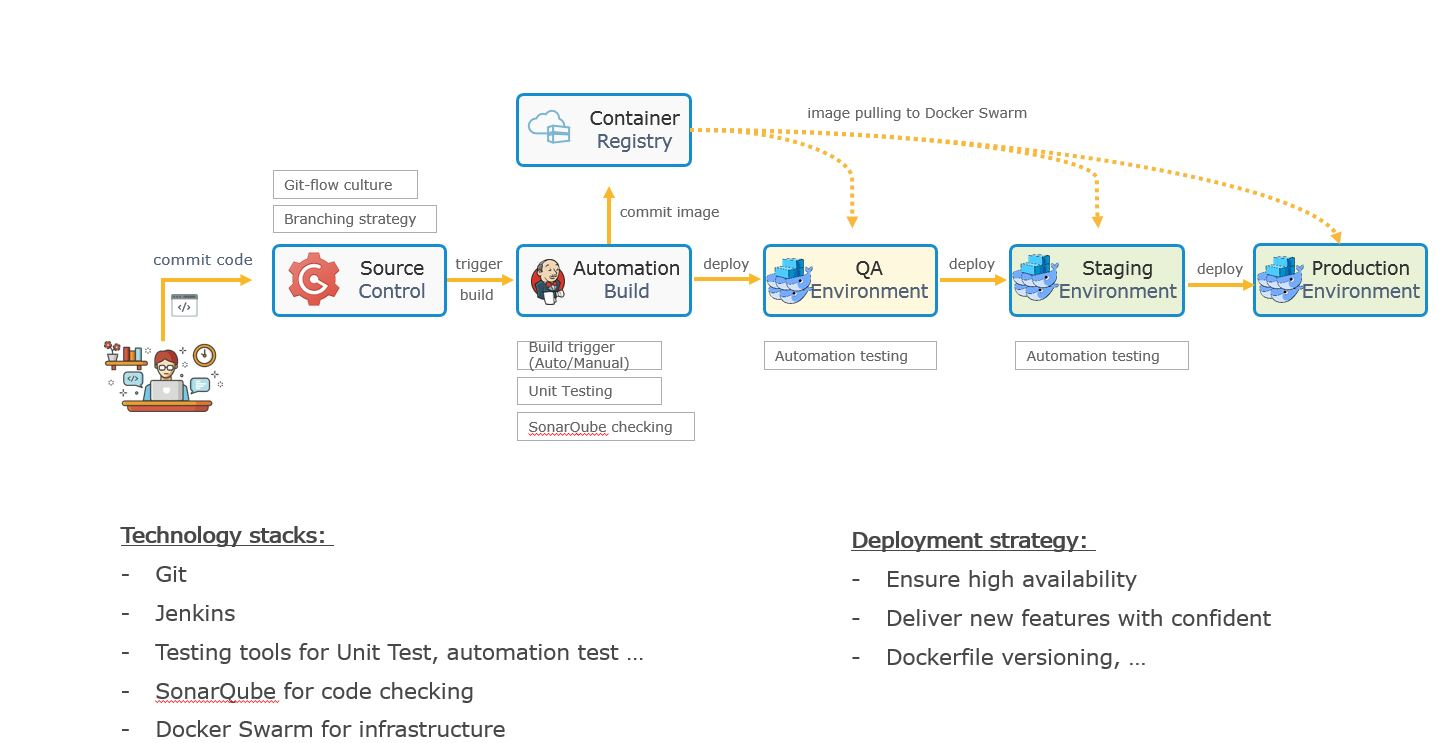 Container
Registry
image pulling to Docker Swarm
Git-flow culture
Branching strategy
commit image
commit code
Source
Control
trigger
build
Automation
Build
deploy
QA
Environment
deploy
Staging
Environment
deploy
Production
Environment
Build trigger
(Auto/Manual)
Unit Testing
SonarQube checking
Automation testing
Automation testing
Technology stacks:
- Git
- Jenkins
- Testing tools for Unit Test, automation test ...
- SonarQube for code checking
- Docker Swarm for infrastructure
Deployment strategy:
- Ensure high availability
- Deliver new features with confident
- Dockerfile versioning, ...